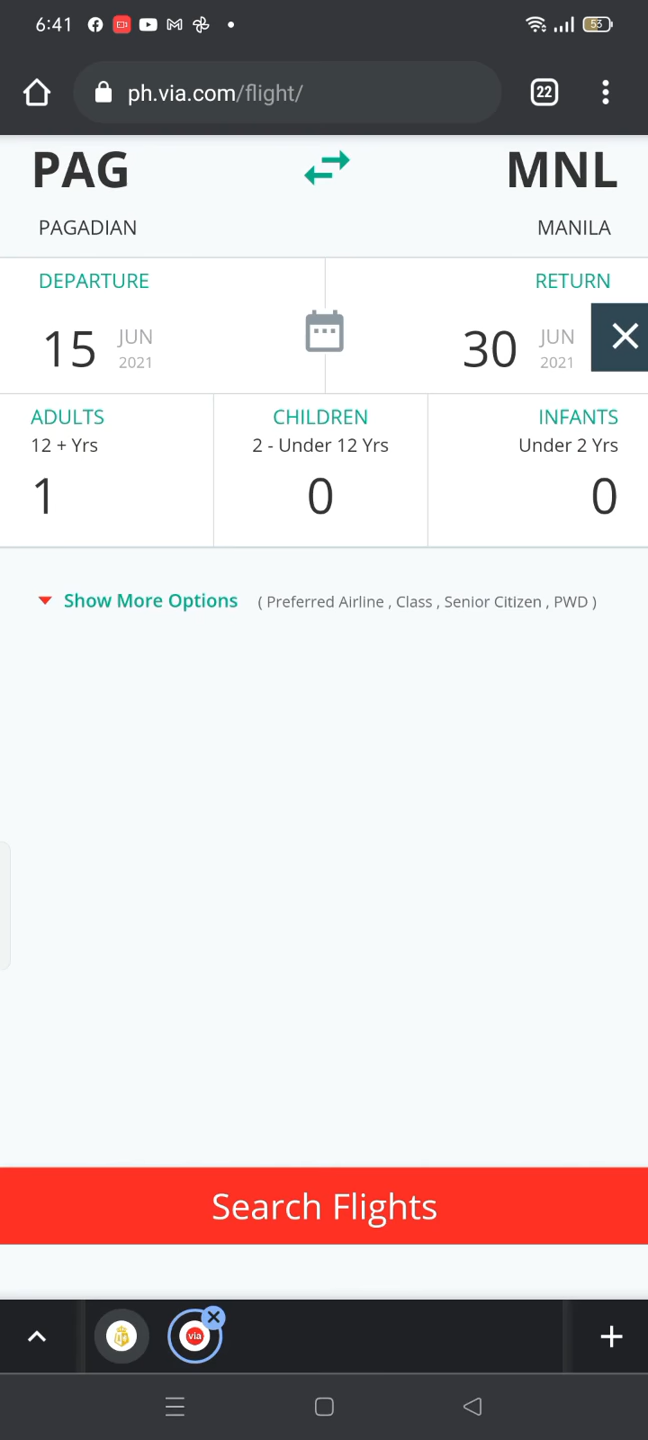 6:41
53
ph.via.com/flight/
22
PAG
MNL
PAGADIAN
MANILA
DEPARTURE
RETURN
15 JUN 2021
30 JUN 2021
ADULTS
CHILDREN
INFANTS
12 + Yrs
2 - Under 12 Yrs
Under 2 Yrs
1
0
0
Show More Options ( Preferred Airline , Class , Senior Citizen , PWD )
Search Flights
via